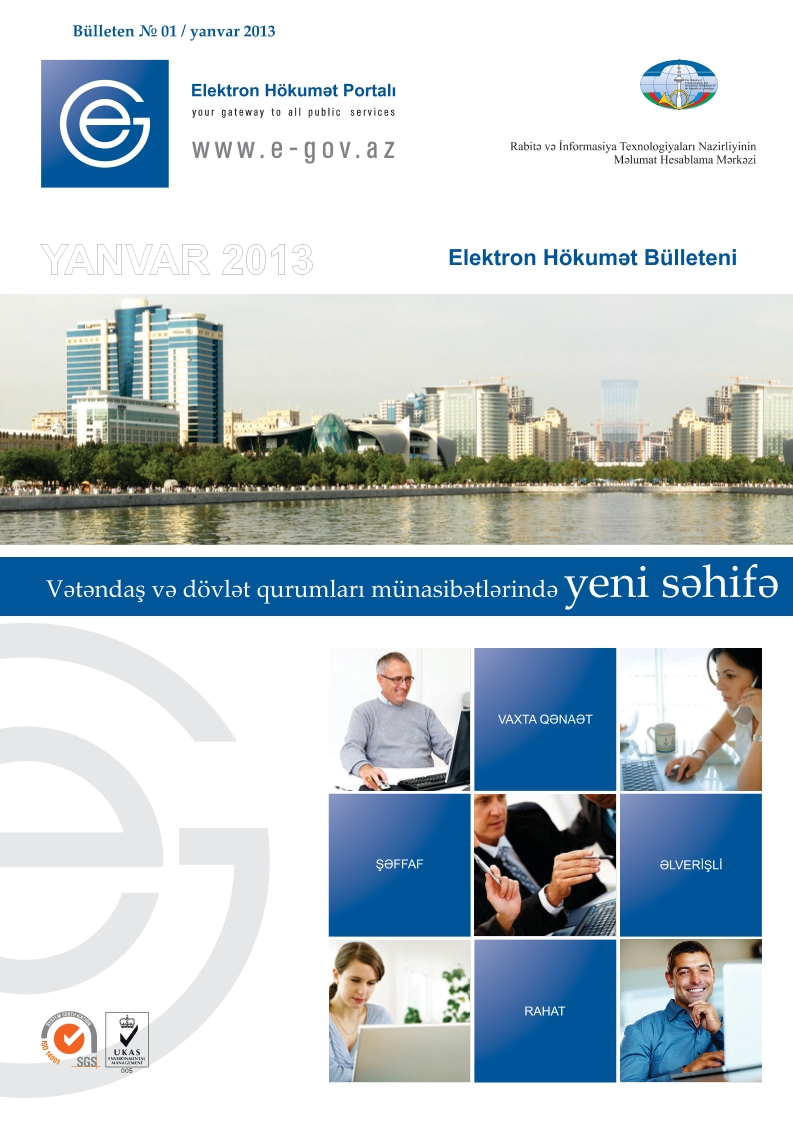 Bülleten № 01 / yanvar 2013
Elektron Hökumət Portalı
your gateway to all public services
www.e-gov.az
Rabitə və İnformasiya Texnologiyaları Nazirliyinin
Məlumat Hesablama Mərkəzi
YANVAR 2013
Elektron Hökumət Bülleteni
Vətəndaş və dövlət qurumları münasibətlərində yeni səhifə
VAXTA QƏNAƏT
ŞƏFFAF
ƏLVERİŞLİ
RAHAT
SYSTEM CERTIFICATION
ISO 14001
SGS
UKAS
ENVIRONMENTAL
MANAGEMENT
005